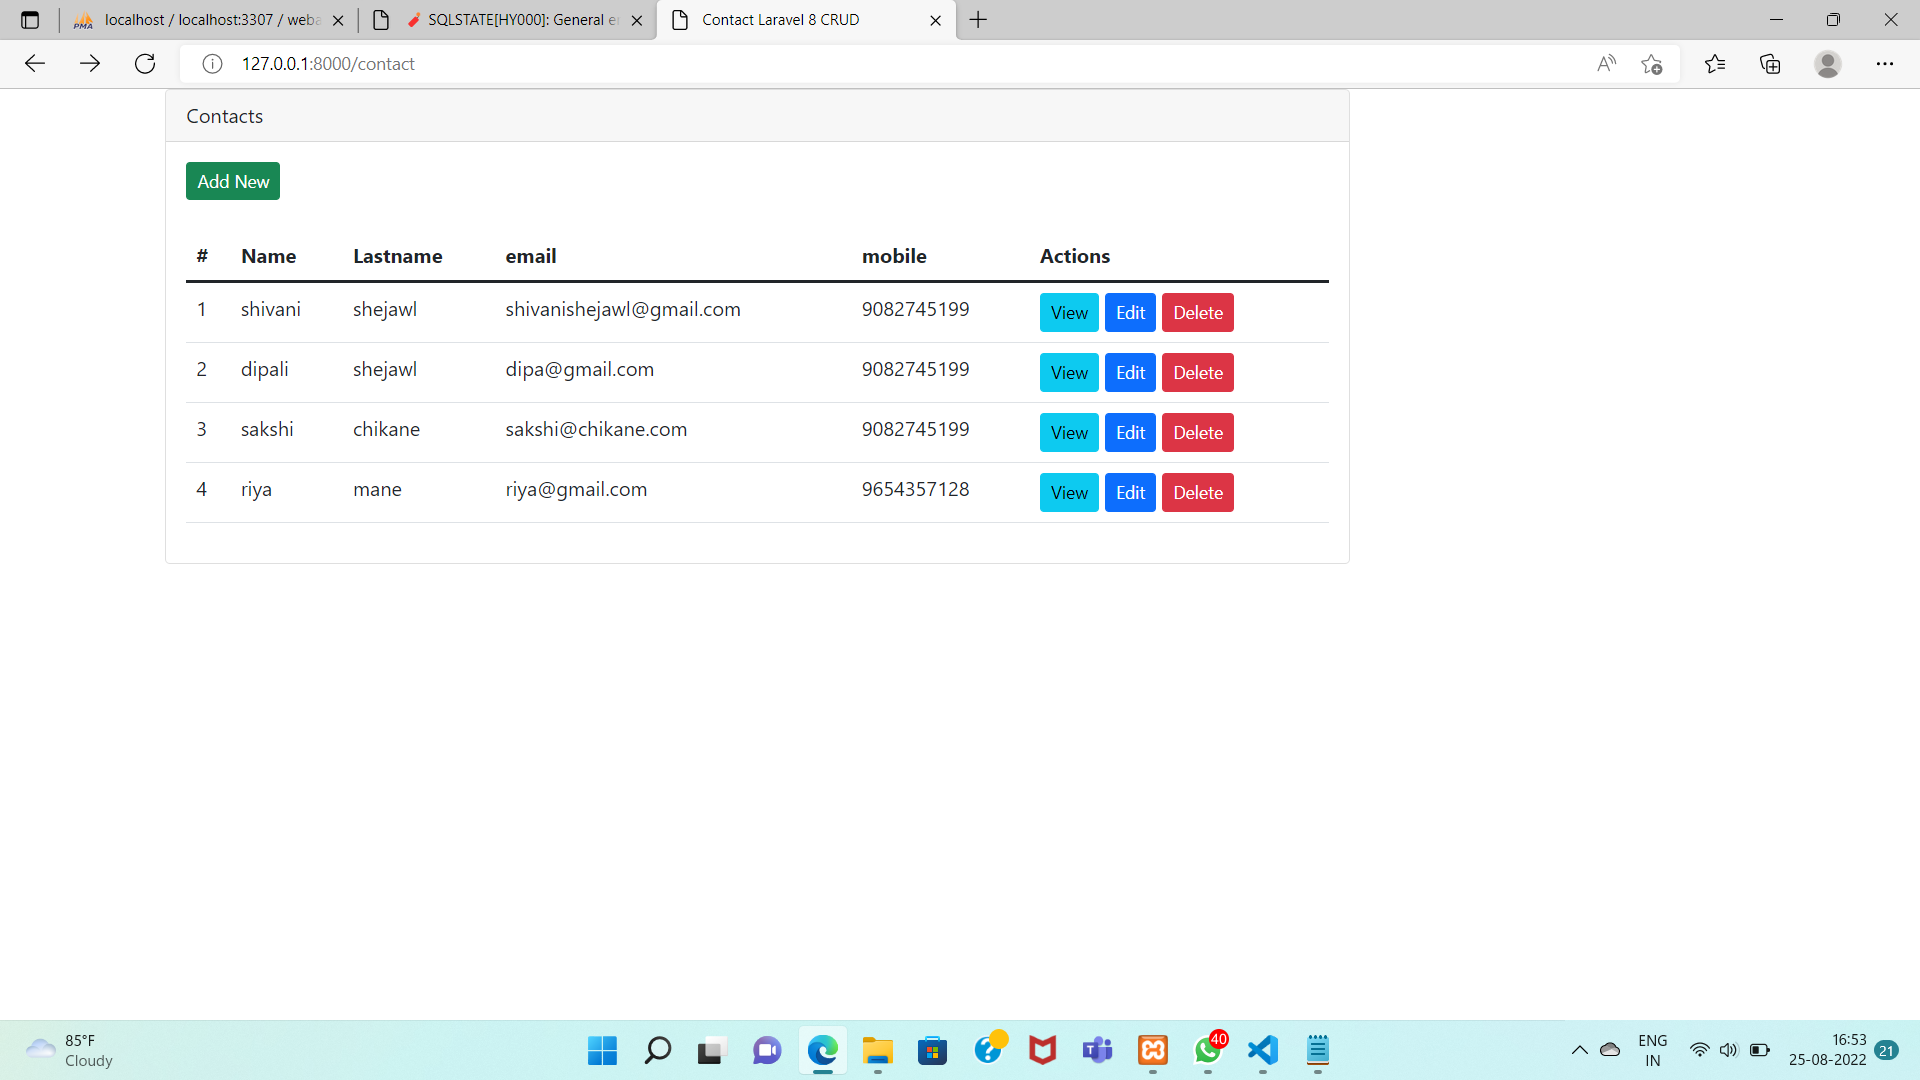 localhost / localhost:3307 / weba
SQLSTATE[HY000]: General er
Contact Laravel 8 CRUD
127.0.0.1:8000/contact
Contacts
Add New
# Name Lastname email mobile Actions
1 shivani shejawl shivanishejawl@gmail.com 9082745199 View Edit Delete
2 dipali shejawl dipa@gmail.com 9082745199 View Edit Delete
3 sakshi chikane sakshi@chikane.com 9082745199 View Edit Delete
4 riya mane riya@gmail.com 9654357128 View Edit Delete
85°F
Cloudy
40
ENG
IN
16:53
25-08-2022
21